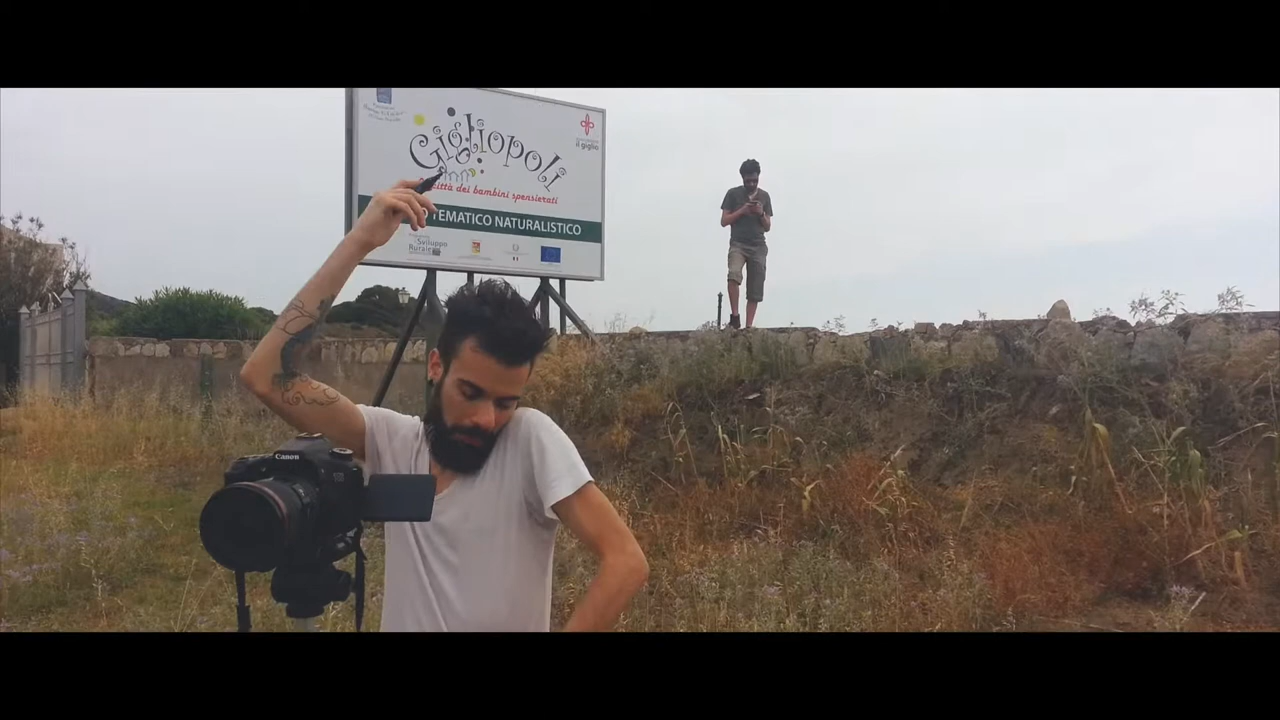 Gigliopoli
città dei bambini spensierati
TEMATICO NATURALISTICO
il giglio
Sviluppo
Rurale
Canon